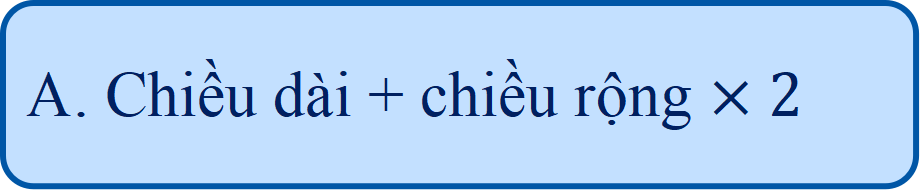 A. Chiều dài + chiều rộng × 2